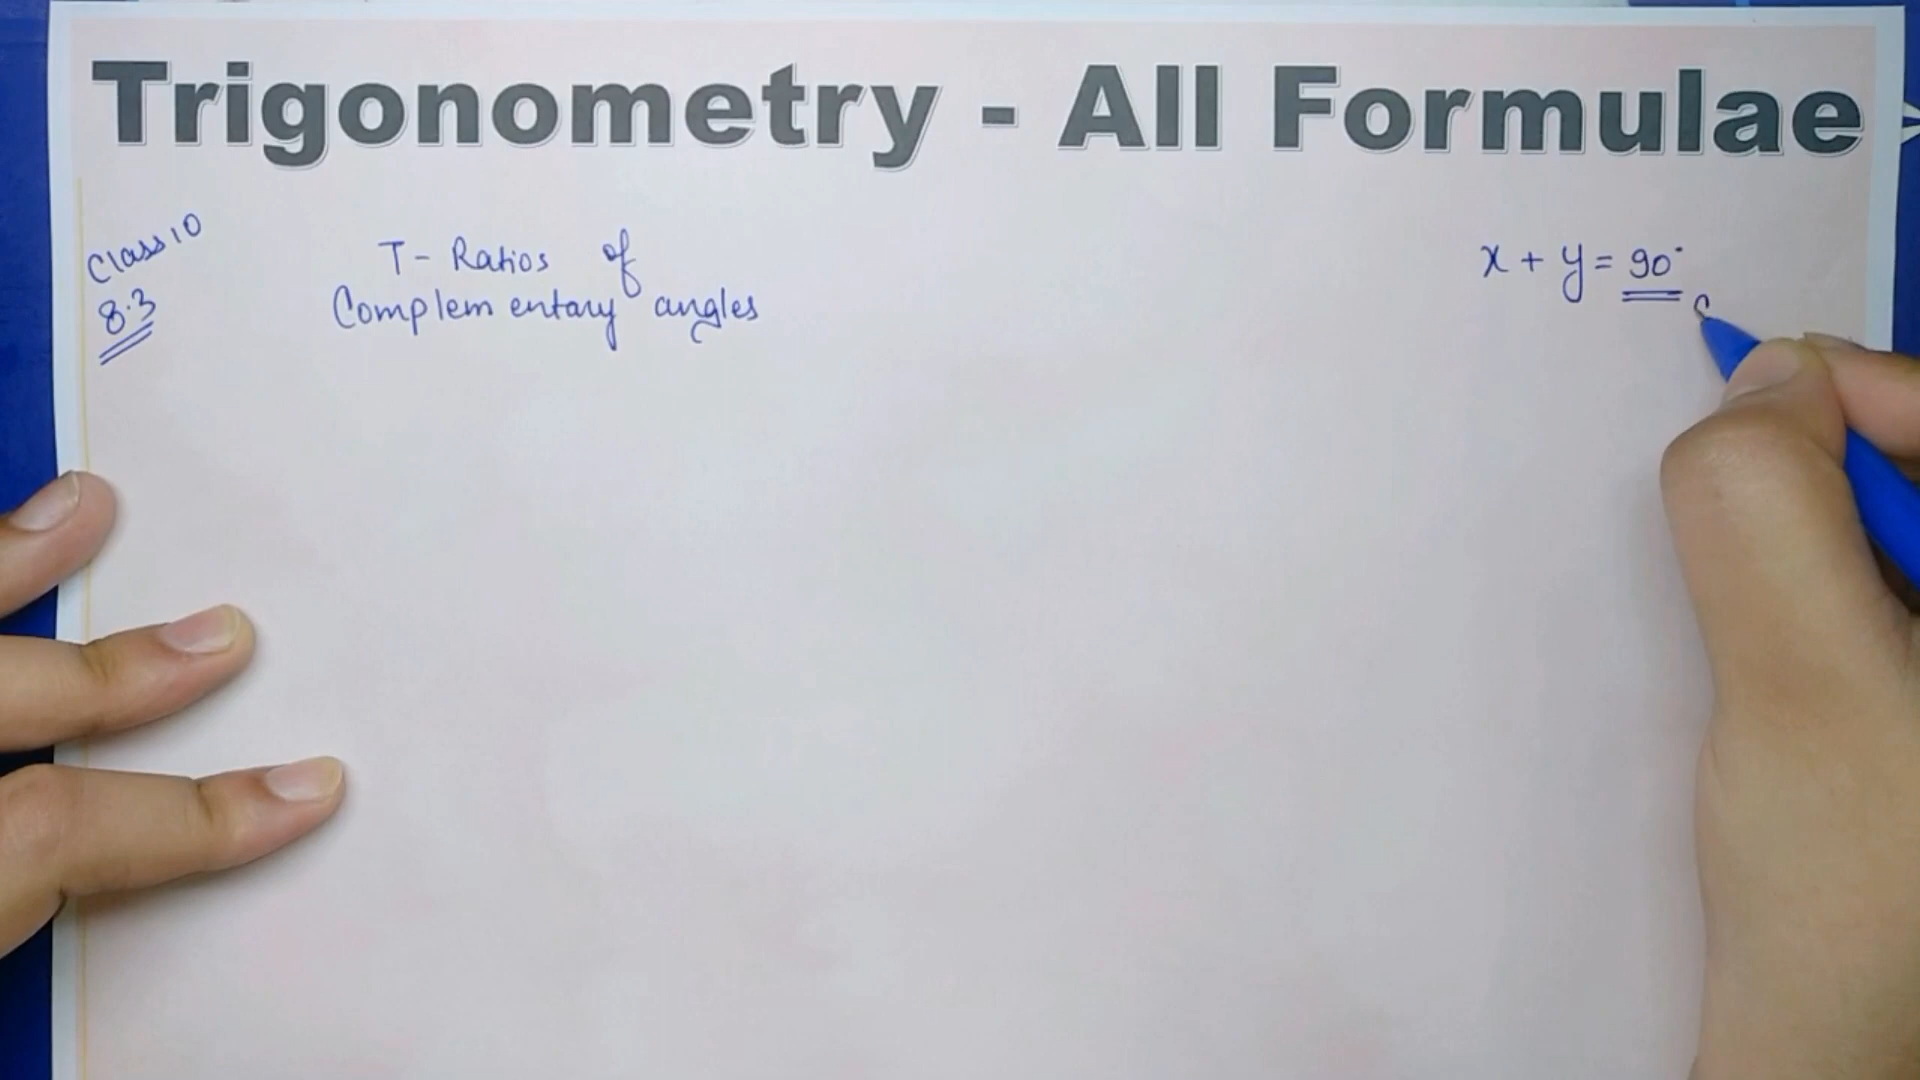 Trigonometry - All Formulae
Class 10
8.3
T- Ratios of
Complementary angles
x + y = 90°